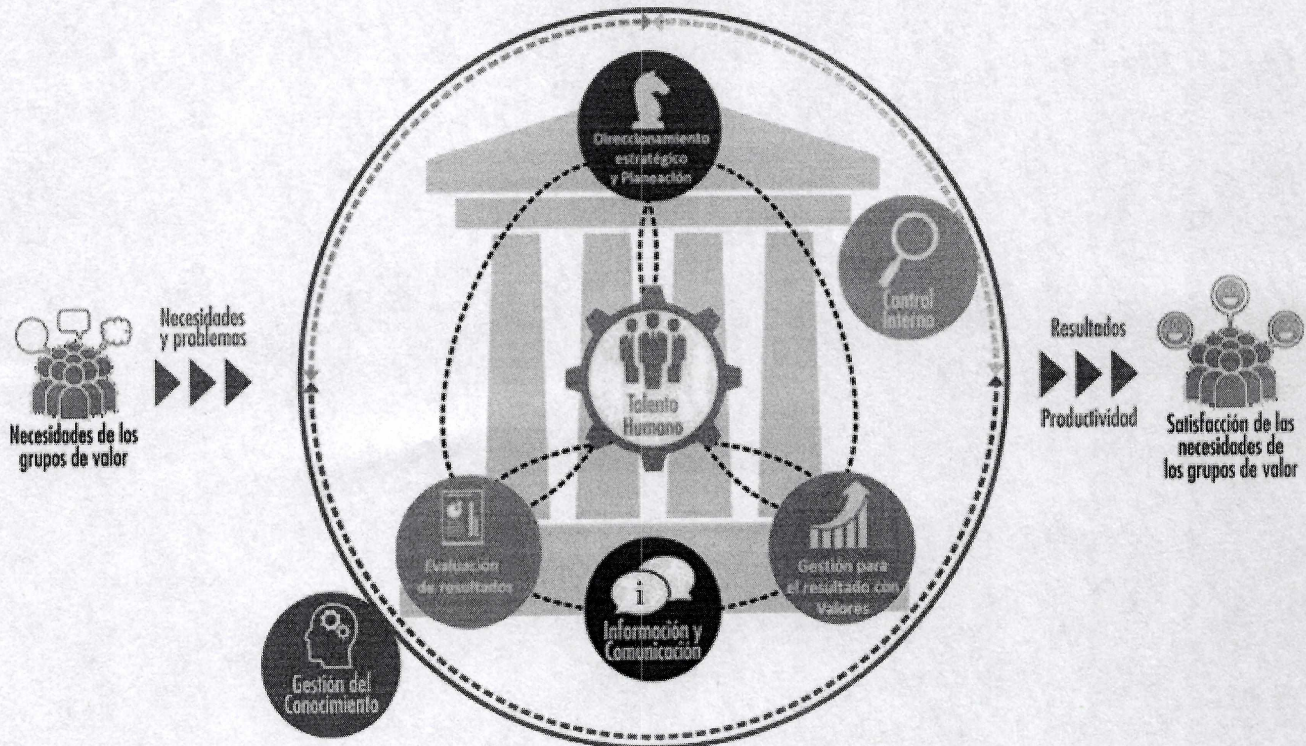 Direccionamiento
estratégico
y Planeación
Control
Interno
Necesidades
y problemas
Necesidades de los
grupos de valor
Talento
Humano
Resultados
Productividad
Satisfacción de las
necesidades de
los grupos de valor
Evaluación
de resultados
Gestión para
el resultado con
Valores
i
Información y
Comunicación
Gestión del
Conocimiento